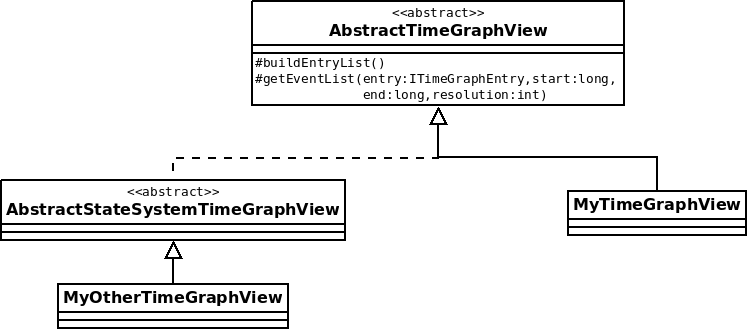 <<abstract>>
AbstractTimeGraphView
#buildEntryList()
#getEventList(entry:ITimeGraphEntry,start:long,
end:long,resolution:int)
<<abstract>>
AbstractStateSystemTimeGraphView
MyTimeGraphView
MyOtherTimeGraphView